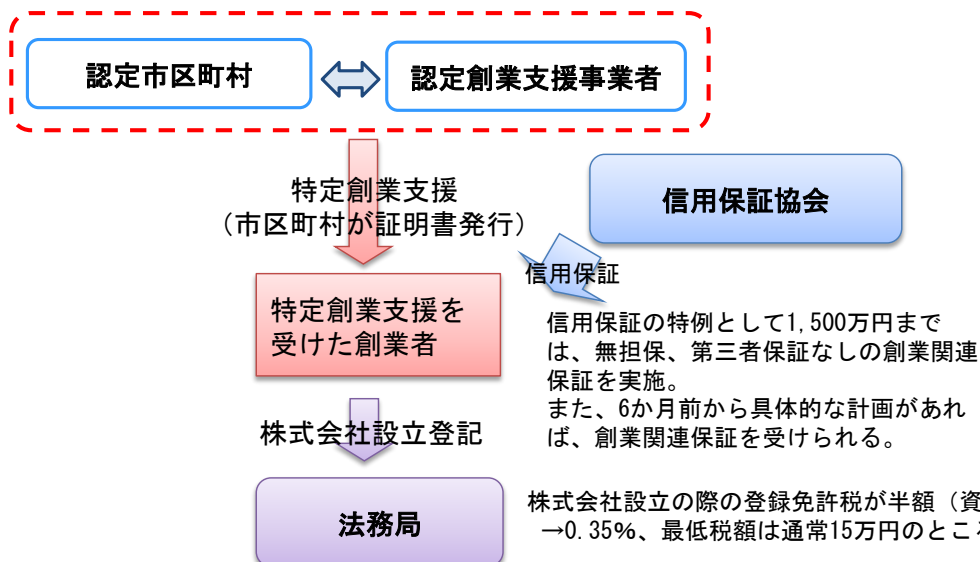 認定市区町村
認定創業支援事業者
特定創業支援
（市区町村が証明書発行）
信用保証協会
信用保証
特定創業支援を
受けた創業者
信用保証の特例として1,500万円まで
は、無担保、第三者保証なしの創業関連
保証を実施。
また、6か月前から具体的な計画があれ
ば、創業関連保証を受けられる。
株式会社設立登記
法務局
株式会社設立の際の登録免許税が半額（資
→0.35％、最低税額は通常15万円のところ